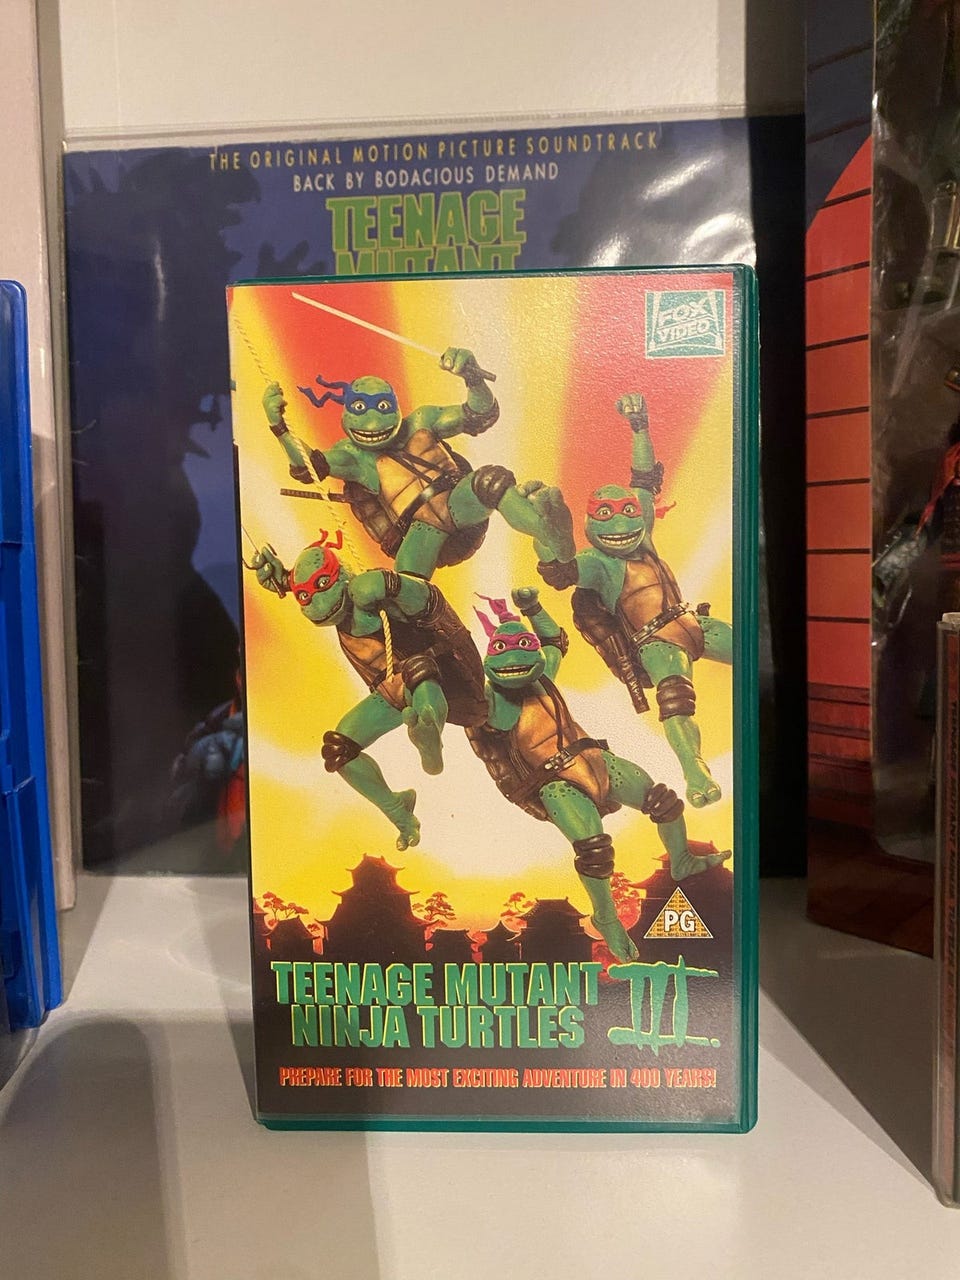 THE ORIGINAL MOTION PICTURE SOUNDTRACK
BACK BY BODACIOUS DEMAND
TEENAGE
MUTANT
FOX
VIDEO
PG
TEENAGE MUTANT
NINJA TURTLES III
PREPARE FOR THE MOST EXCITING ADVENTURE IN 400 YEARS!